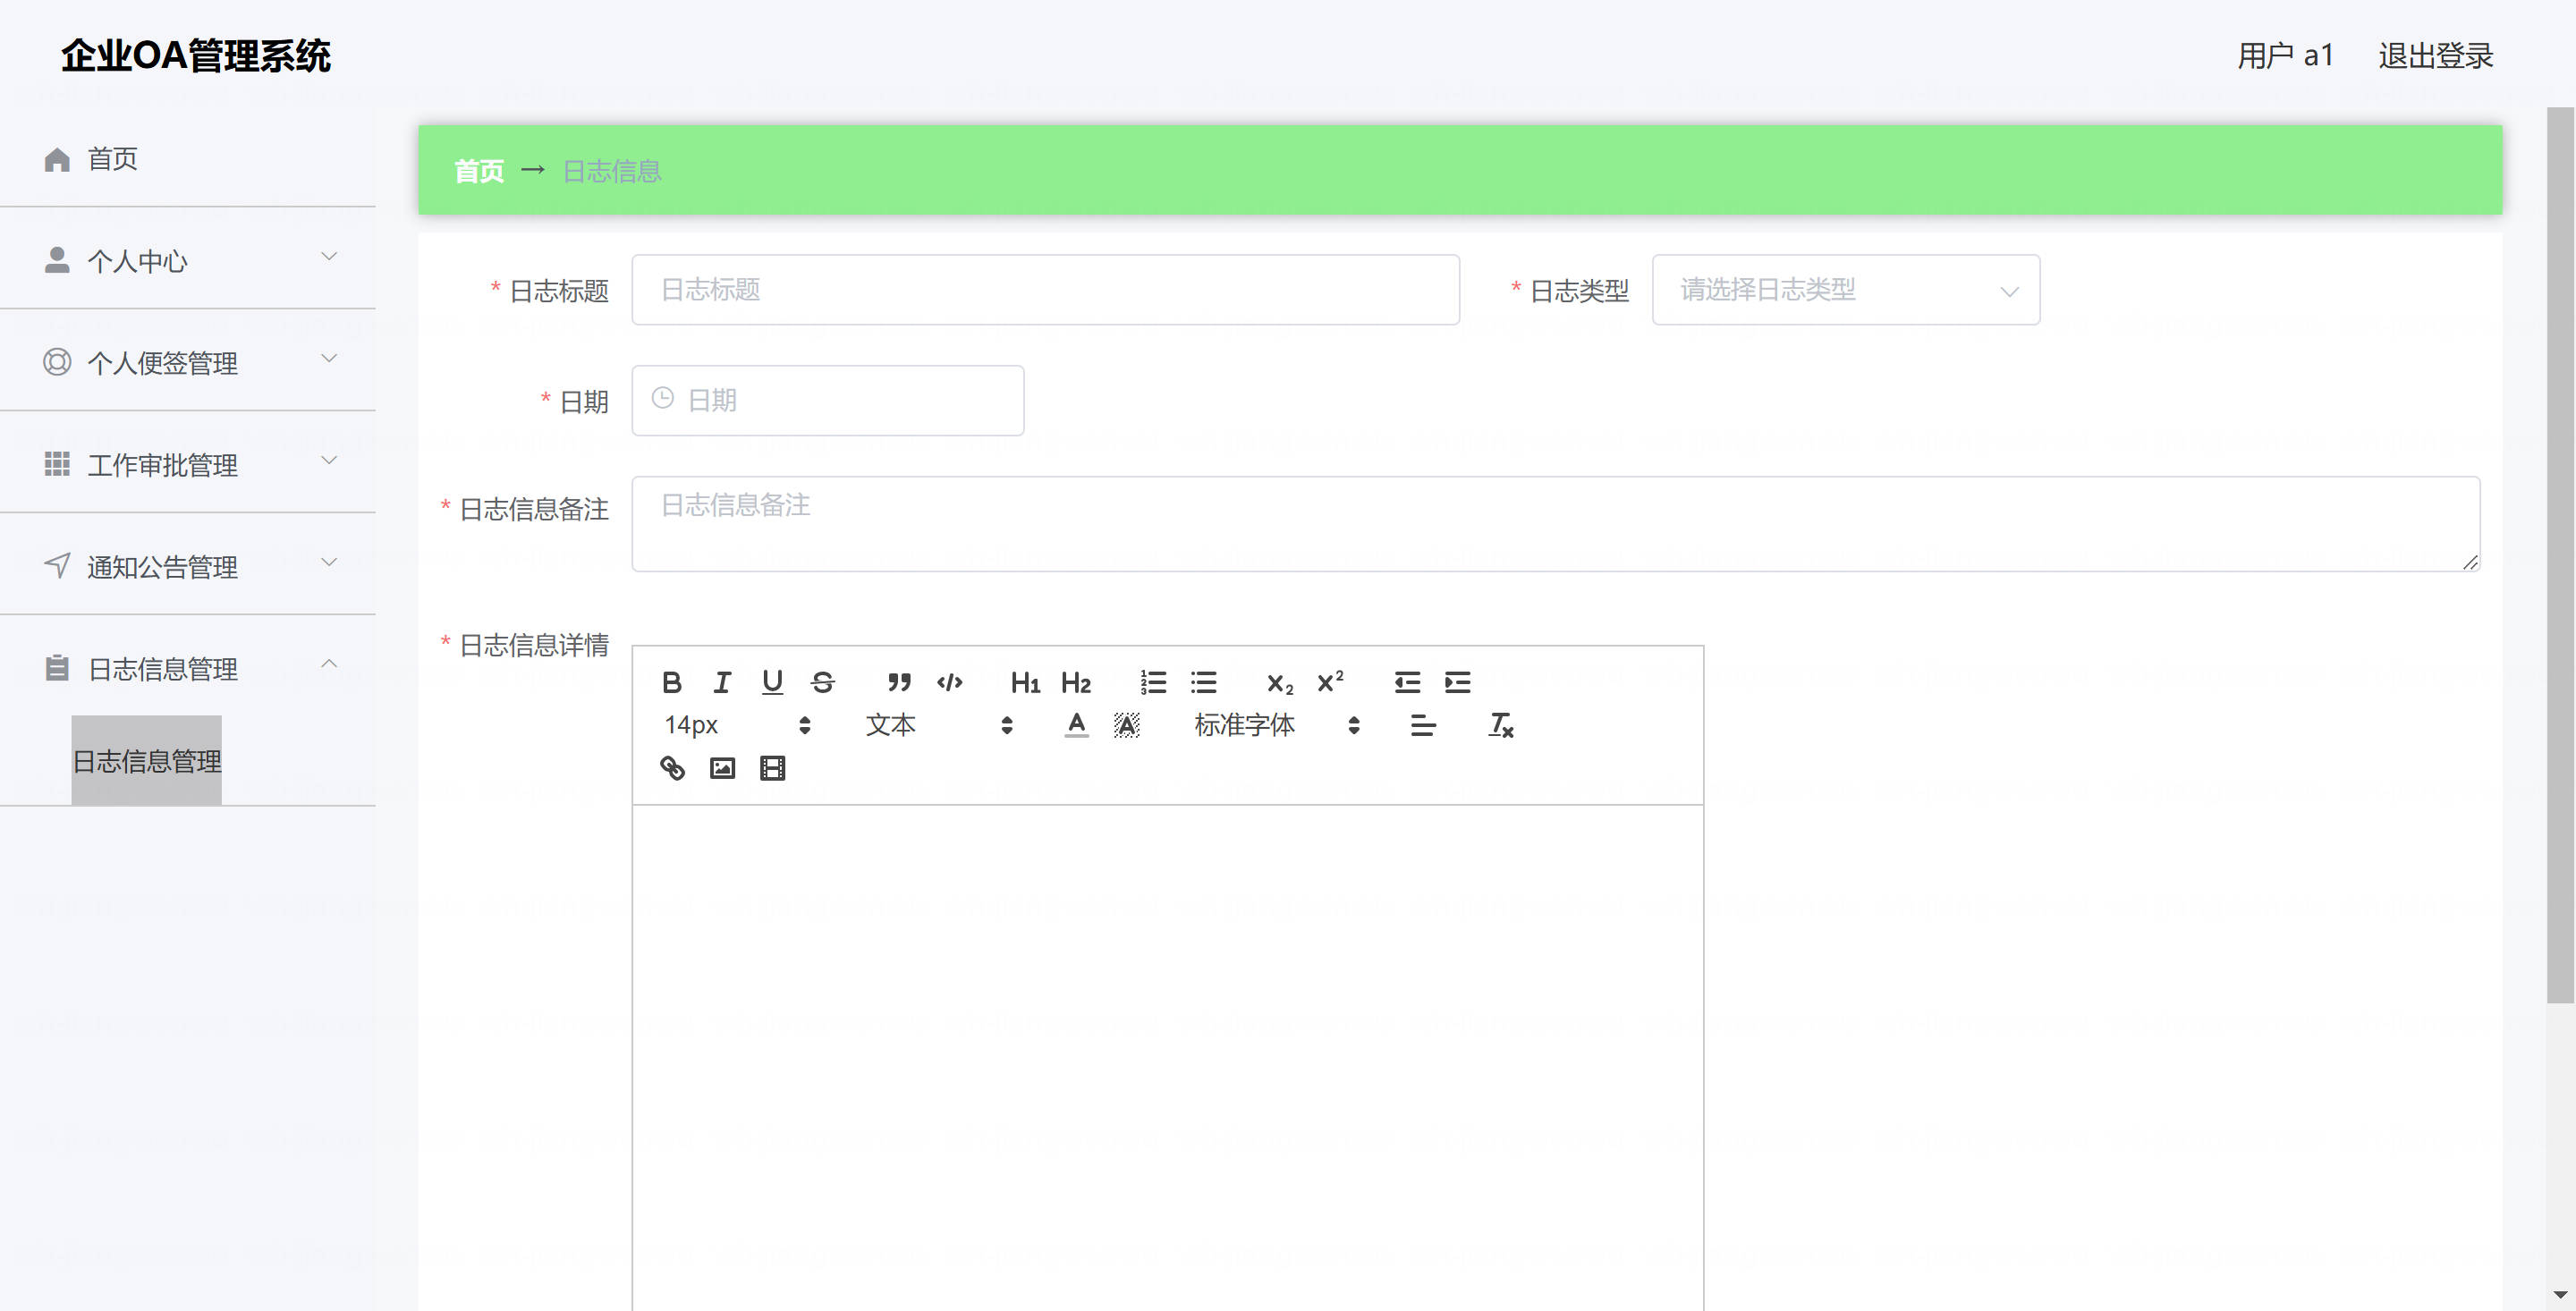 企业OA管理系统
用户 a1 退出登录
首页
个人中心
个人便签管理
工作审批管理
通知公告管理
日志信息管理
日志信息管理
首页 → 日志信息
* 日志标题 日志标题 * 日志类型 请选择日志类型
* 日期 日期
* 日志信息备注 日志信息备注
* 日志信息详情
B I U S H1 H2 x2 x2
14px 文本 A A 标准字体